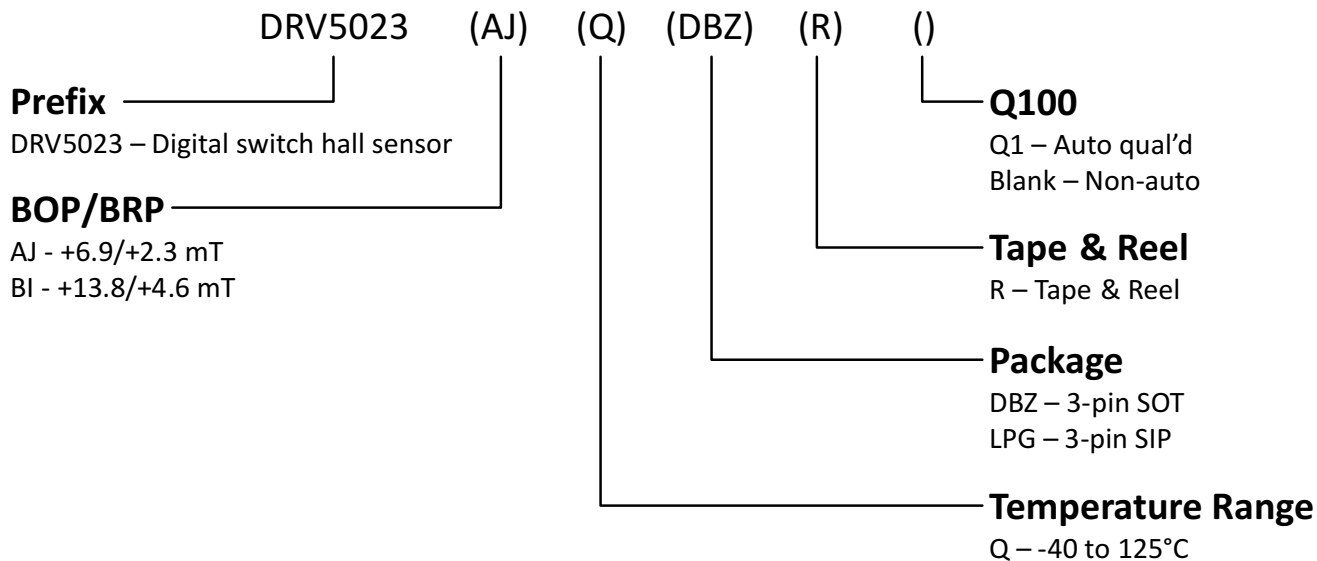 DRV5023 (AJ) (Q) (DBZ) (R) ()
Prefix
DRV5023 – Digital switch hall sensor
BOP/BRP
AJ - +6.9/+2.3 mT
BI - +13.8/+4.6 mT
Q100
Q1 – Auto qual’d
Blank – Non-auto
Tape & Reel
R – Tape & Reel
Package
DBZ – 3-pin SOT
LPG – 3-pin SIP
Temperature Range
Q – -40 to 125°C